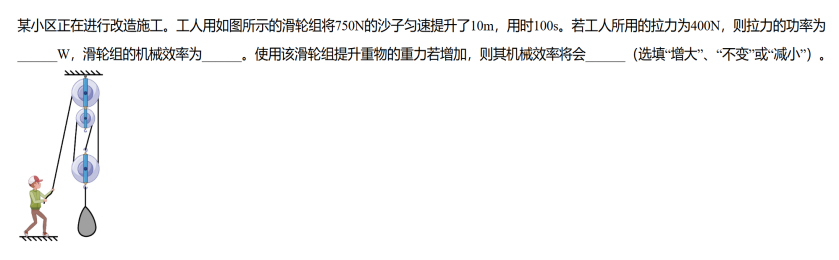 某小区正在进行改造施工。工人用如图所示的滑轮组将750N的沙子匀速提升了10m，用时100s。若工人所用的拉力为400N，则拉力的功率为
______W，滑轮组的机械效率为______。使用该滑轮组提升重物的重力若增加，则其机械效率将会______（选填“增大”、“不变”或“减小”）。